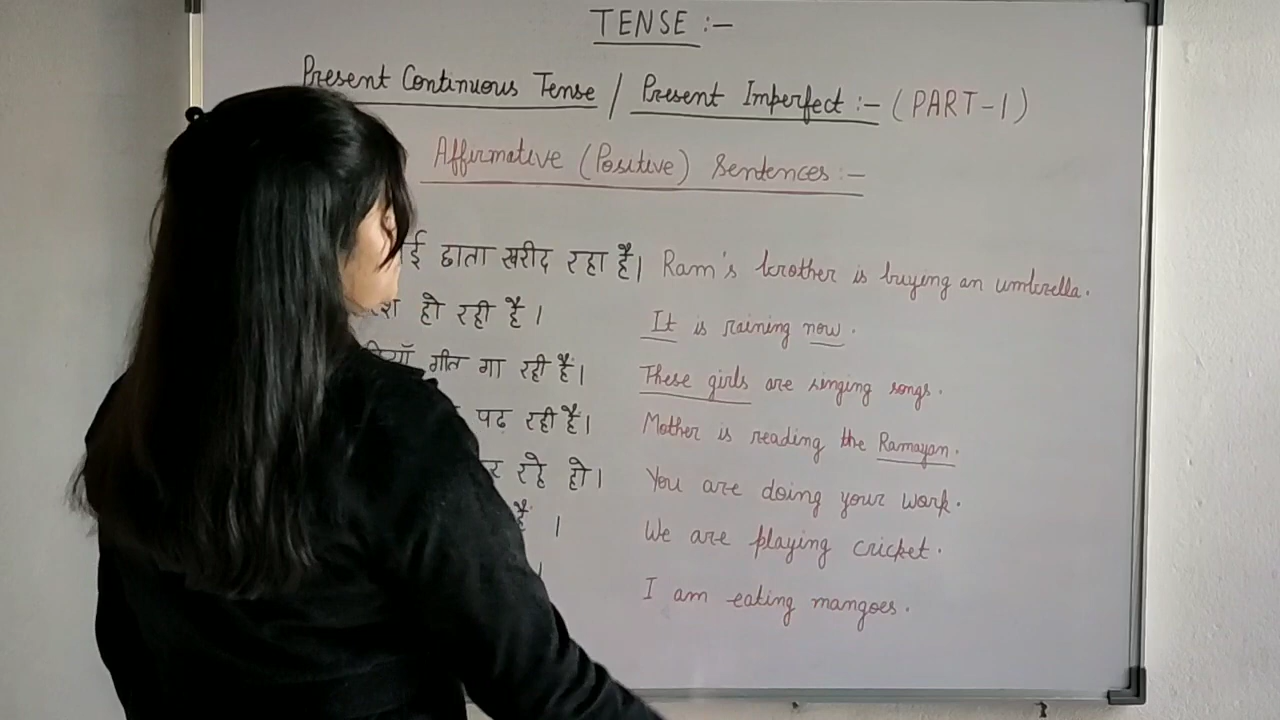 TENSE :-
Present Continuous Tense / Present Imperfect :- (PART-1)
Affirmative (Positive) Sentences :-
छाता खरीद रहा है। Ram's brother is buying an umbrella.
हो रही है । It is raining now.
गीत गा रही हैं। These girls are singing songs.
पढ़ रही हैं। Mother is reading the Ramayan.
रहे हो। You are doing your work.
हैं । We are playing cricket.
I am eating mangoes.